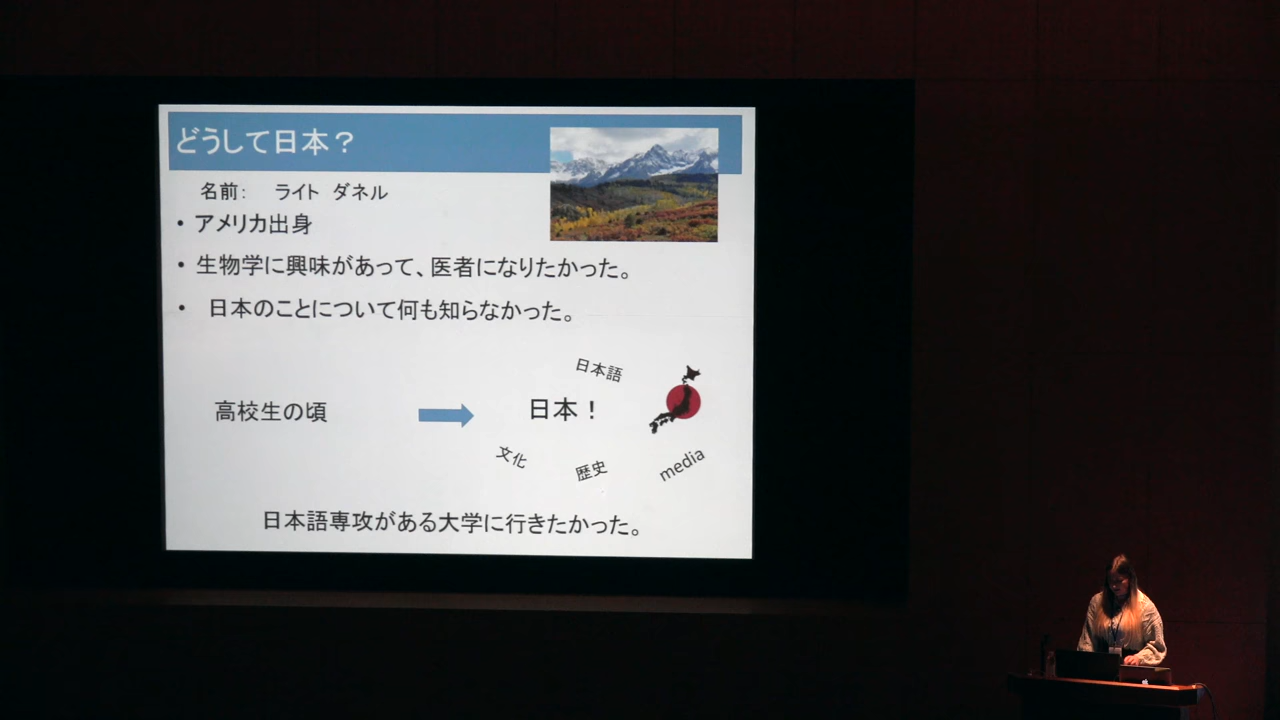 どうして日本？
名前： ライト ダネル
• アメリカ出身
• 生物学に興味があって、医者になりたかった。
• 日本のことについて何も知らなかった。
日本語
高校生の頃
日本！
文化
歴史
media
日本語専攻がある大学に行きたかった。